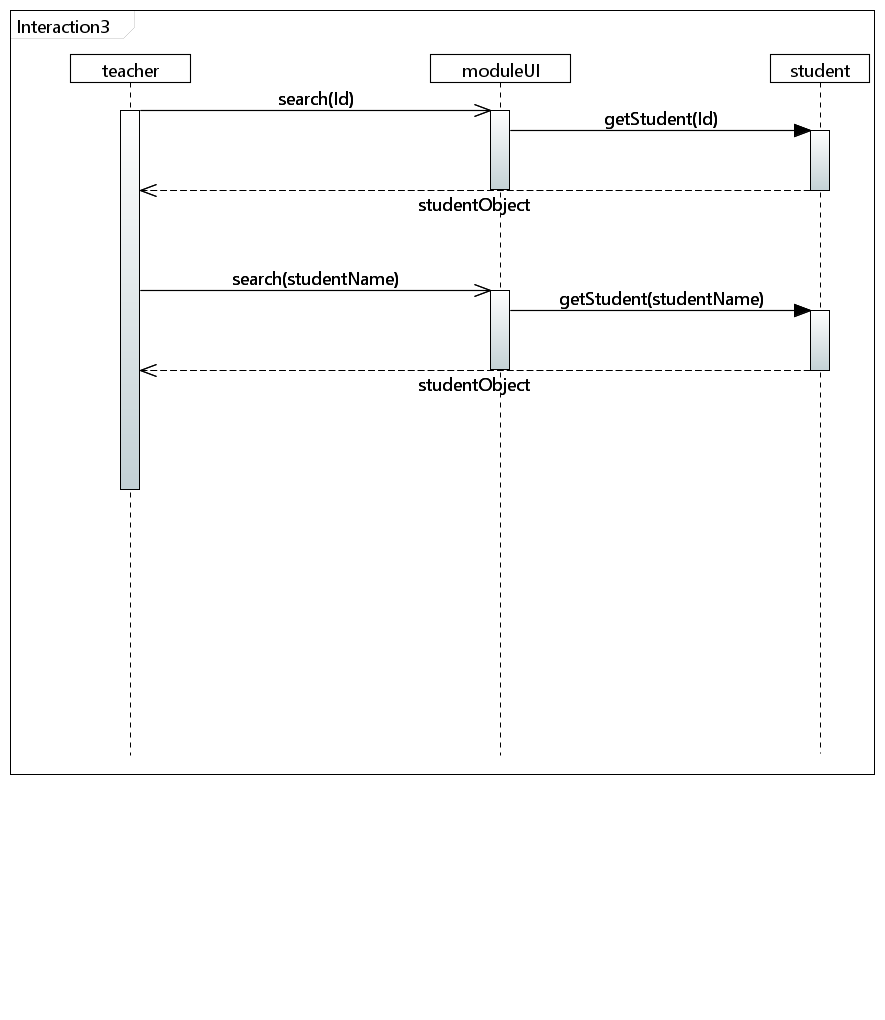 Interaction3
teacher
moduleUI
student
search(Id)
getStudent(Id)
studentObject
search(studentName)
getStudent(studentName)
studentObject